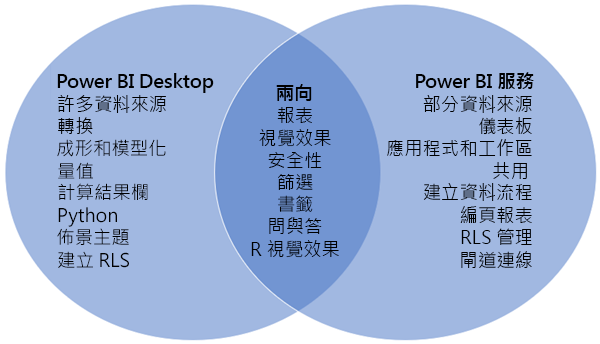 Power BI Desktop
許多資料來源
轉換
成形和模型化
量值
計算結果欄
Python
佈景主題
建立 RLS
兩向
報表
視覺效果
安全性
篩選
書籤
問與答
R 視覺效果
Power BI 服務
部分資料來源
儀表板
應用程式和工作區
共用
建立資料流程
編頁報表
RLS 管理
閘道連線